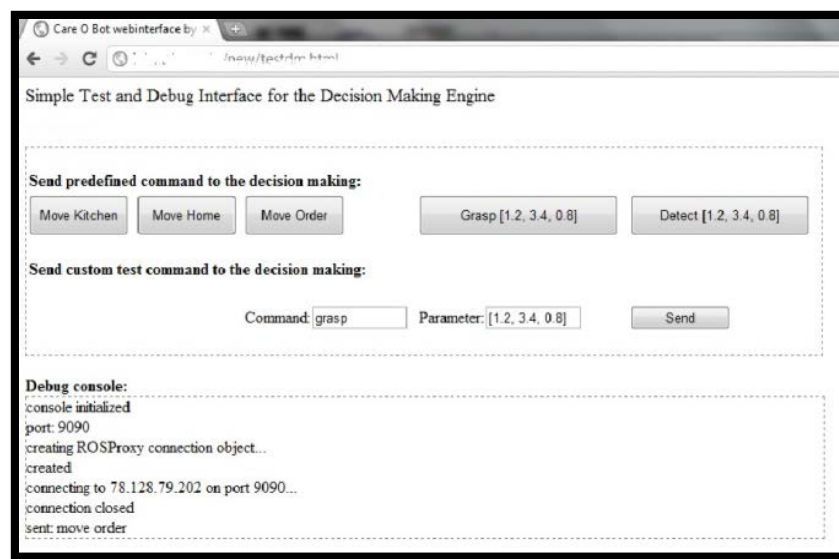 Care O Bot webinterface by
/new/testdm.html
Simple Test and Debug Interface for the Decision Making Engine
Send predefined command to the decision making:
Move Kitchen Move Home Move Order Grasp [1.2, 3.4, 0.8] Detect [1.2, 3.4, 0.8]
Send custom test command to the decision making:
Command: grasp Parameter: [1.2, 3.4, 0.8] Send
Debug console:
console initialized
port: 9090
creating ROSProxy connection object...
created
connecting to 78.128.79.202 on port 9090...
connection closed
sent: move order